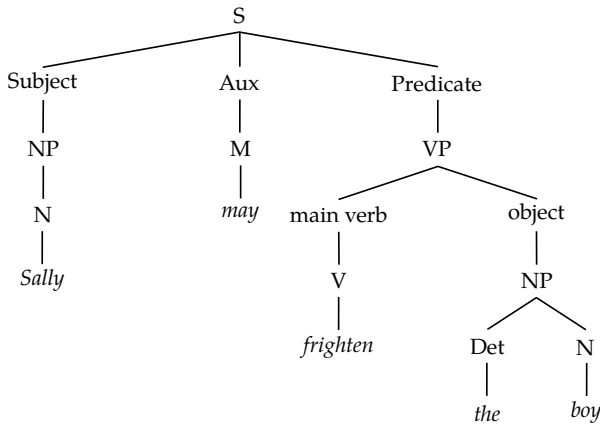 S
Subject Aux Predicate
NP M VP
N may main verb object
Sally V NP
frighten Det N
the boy